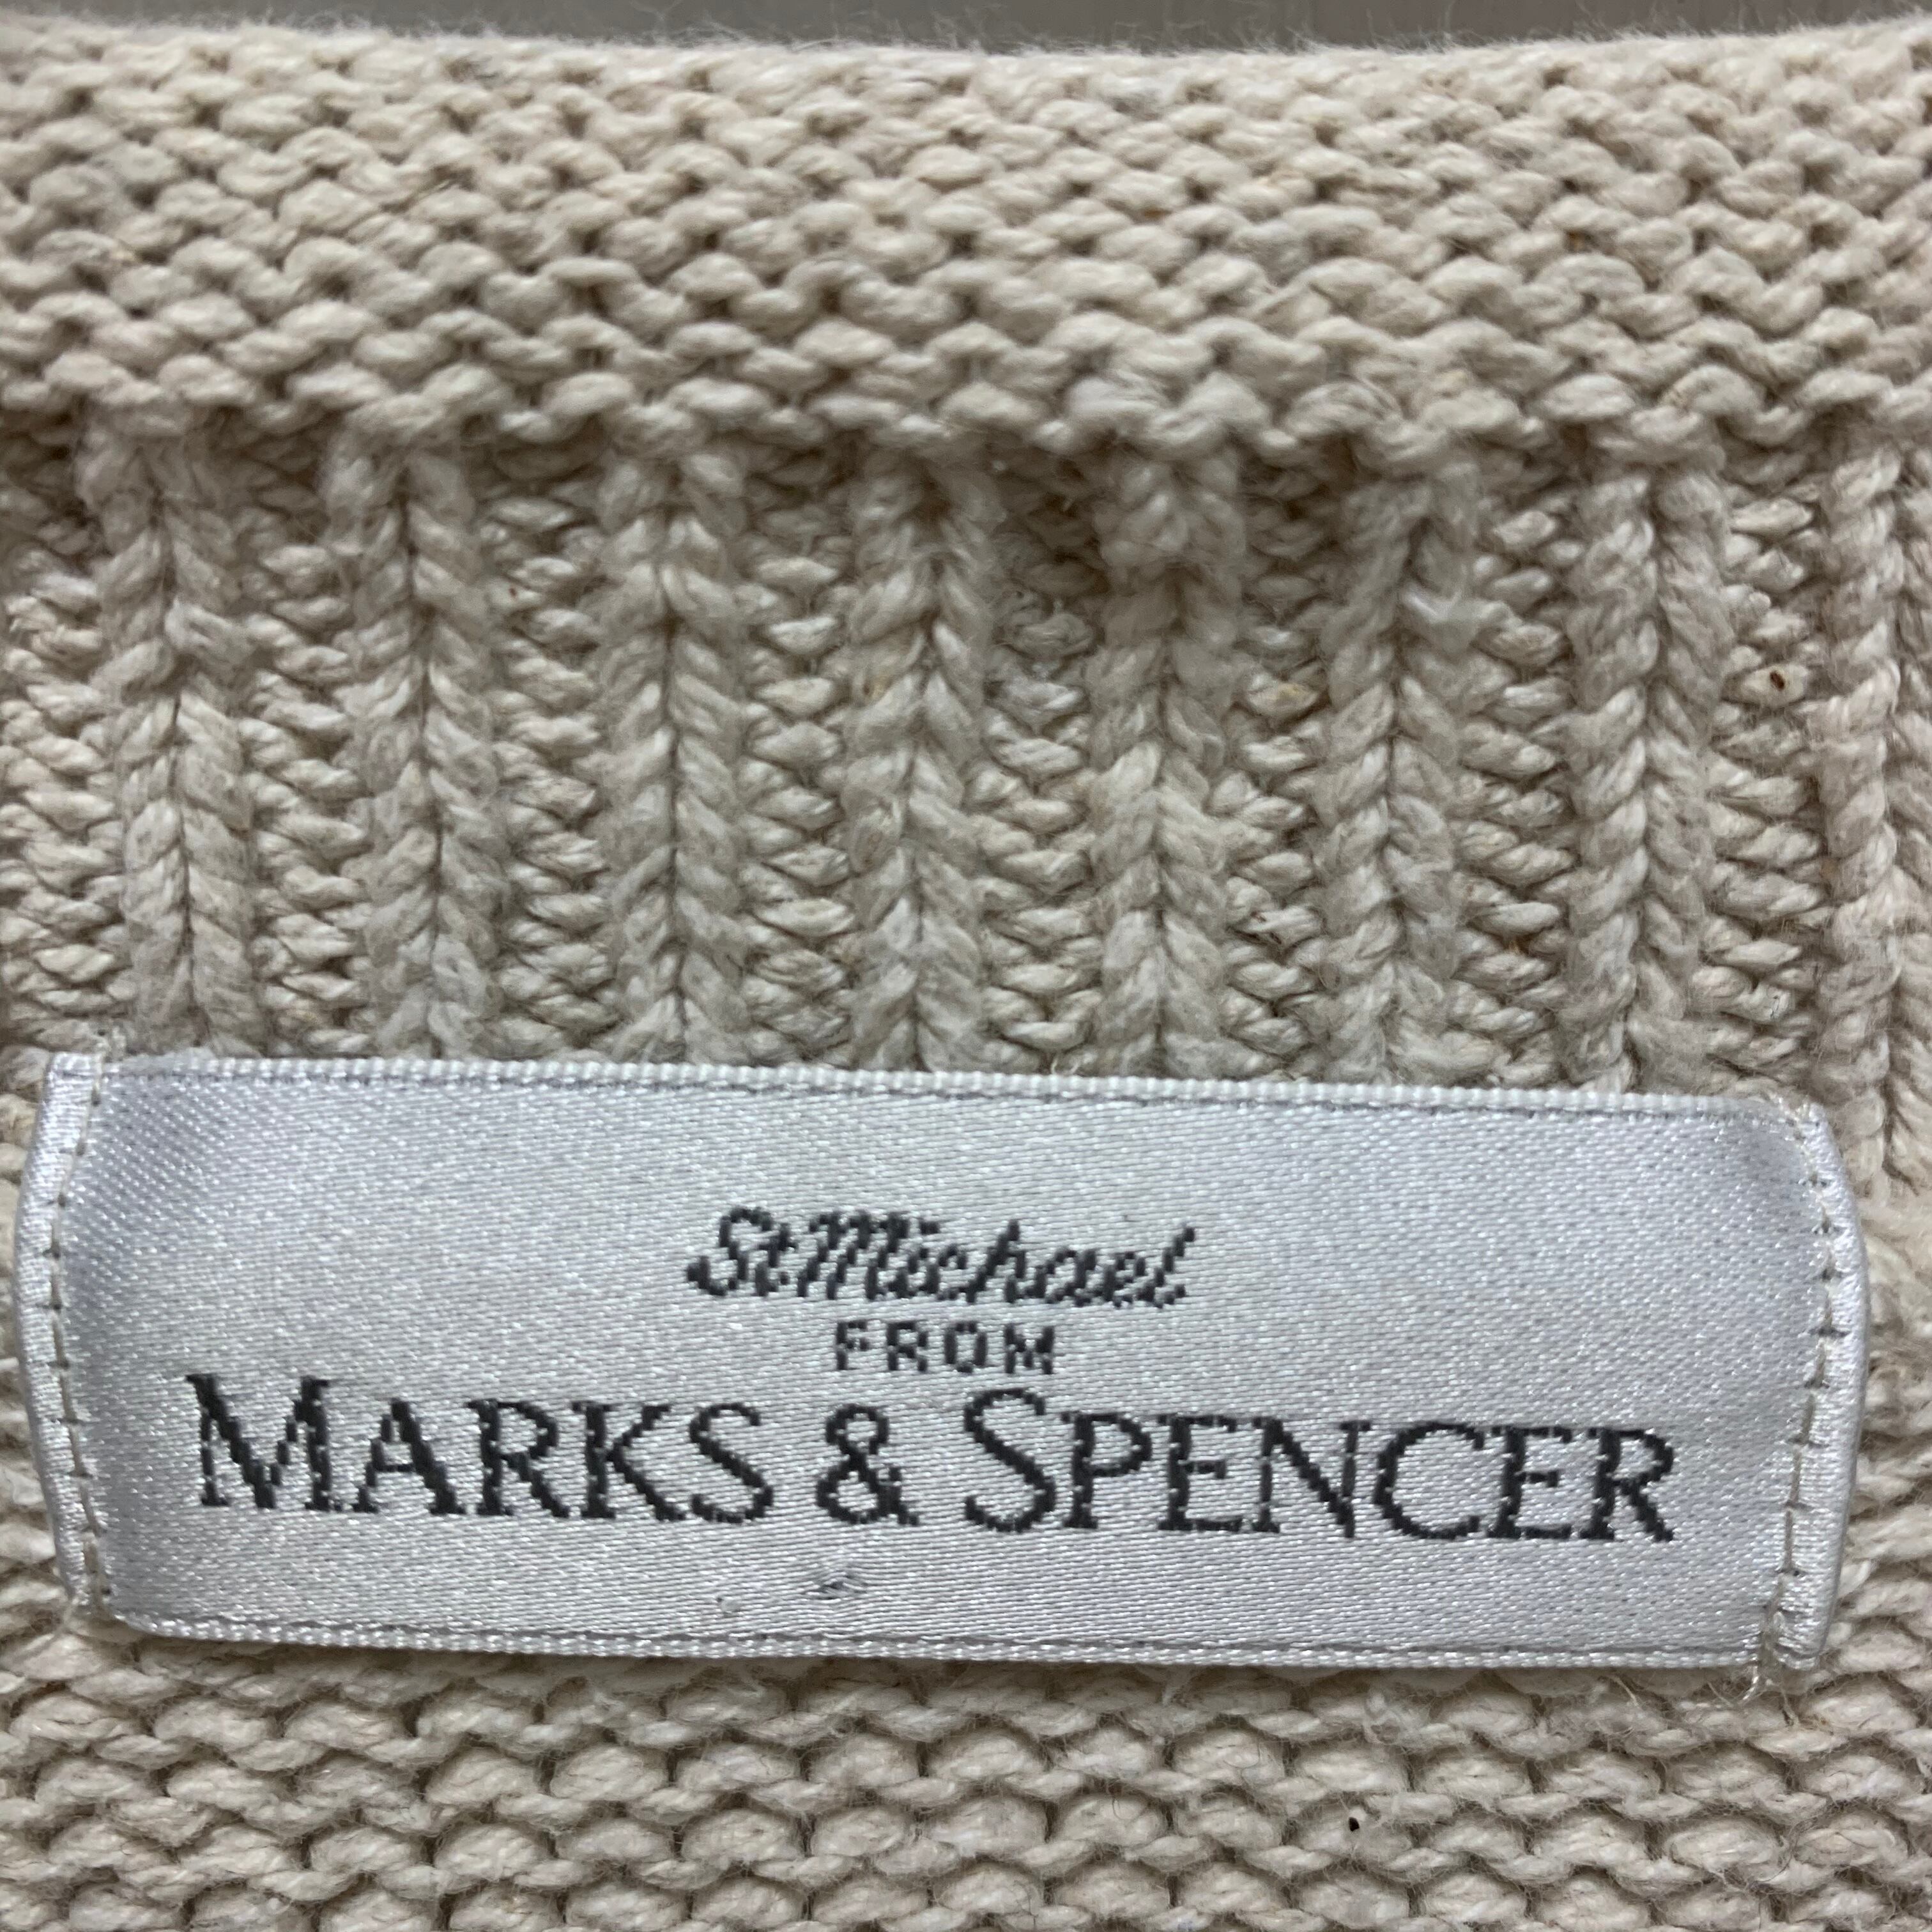 St Michael
FROM
MARKS & SPENCER